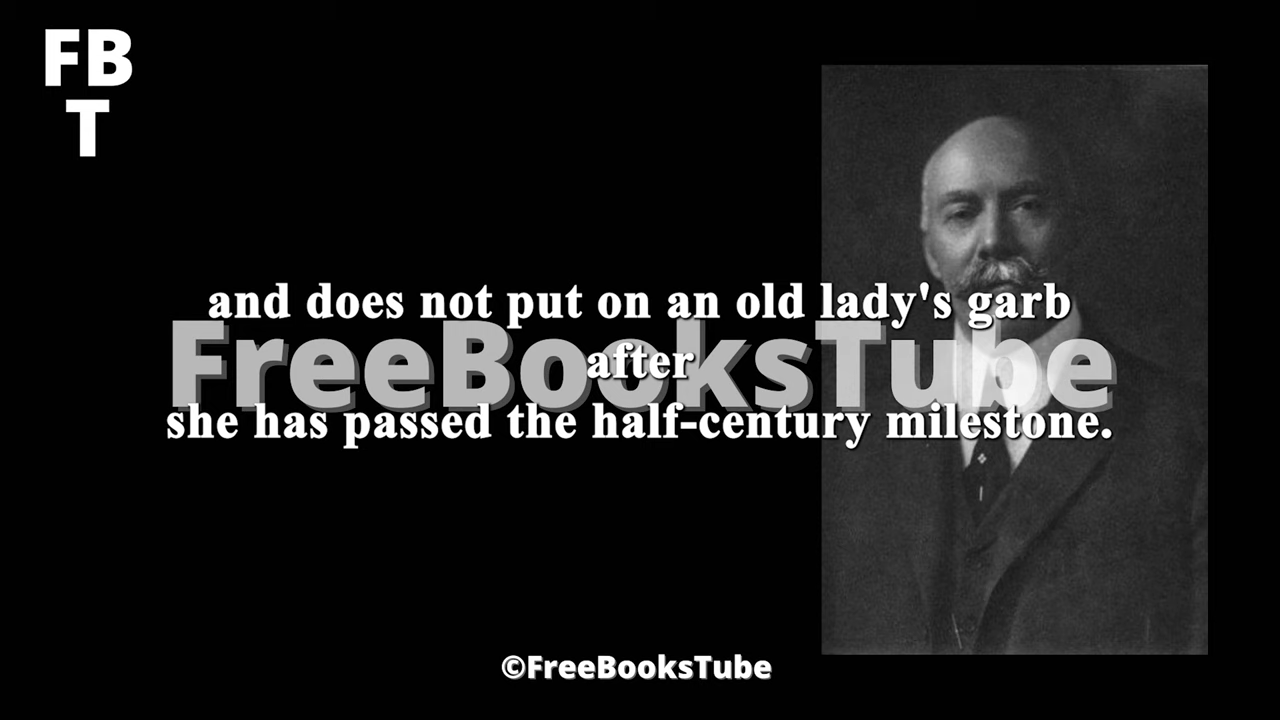 FB
T
and does not put on an old lady's garb
after
FreeBooksTube
she has passed the half-century milestone.
©FreeBooksTube